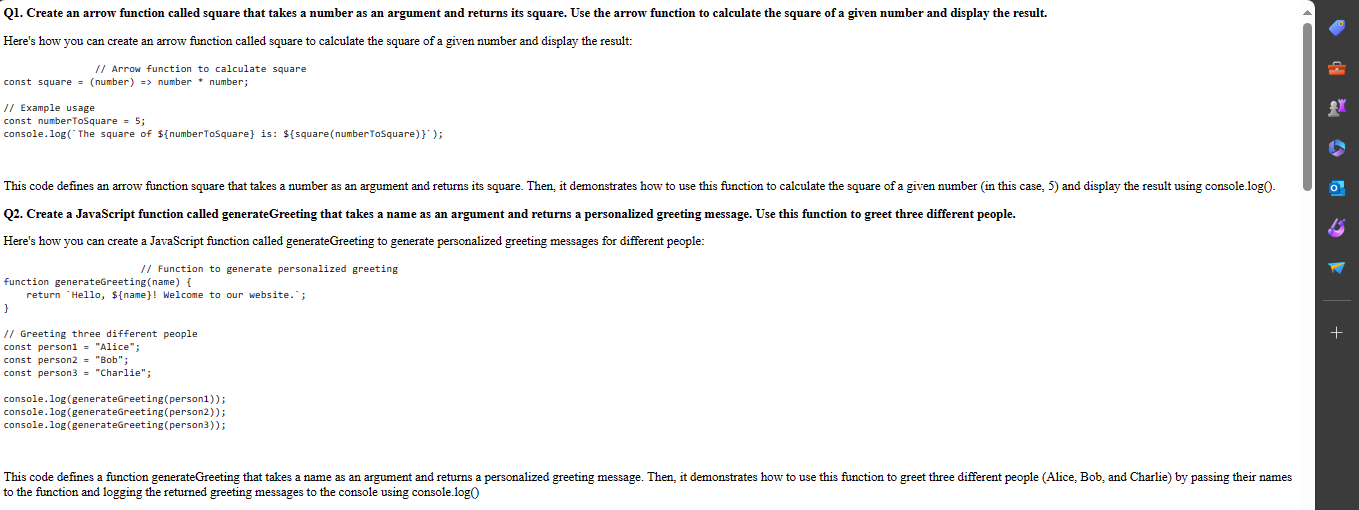 Q1. Create an arrow function called square that takes a number as an argument and returns its square. Use the arrow function to calculate the square of a given number and display the result.
Here's how you can create an arrow function called square to calculate the square of a given number and display the result:
// Arrow function to calculate square
const square = (number) => number * number;
// Example usage
const numberToSquare = 5;
console.log(`The square of ${numberToSquare} is: ${square(numberToSquare)}`);
This code defines an arrow function square that takes a number as an argument and returns its square. Then, it demonstrates how to use this function to calculate the square of a given number (in this case, 5) and display the result using console.log().
Q2. Create a JavaScript function called generateGreeting that takes a name as an argument and returns a personalized greeting message. Use this function to greet three different people.
Here's how you can create a JavaScript function called generateGreeting to generate personalized greeting messages for different people:
// Function to generate personalized greeting
function generateGreeting(name) {
    return `Hello, ${name}! Welcome to our website.`;
}
// Greeting three different people
const person1 = "Alice";
const person2 = "Bob";
const person3 = "Charlie";
console.log(generateGreeting(person1));
console.log(generateGreeting(person2));
console.log(generateGreeting(person3));
This code defines a function generateGreeting that takes a name as an argument and returns a personalized greeting message. Then, it demonstrates how to use this function to greet three different people (Alice, Bob, and Charlie) by passing their names
to the function and logging the returned greeting messages to the console using console.log()